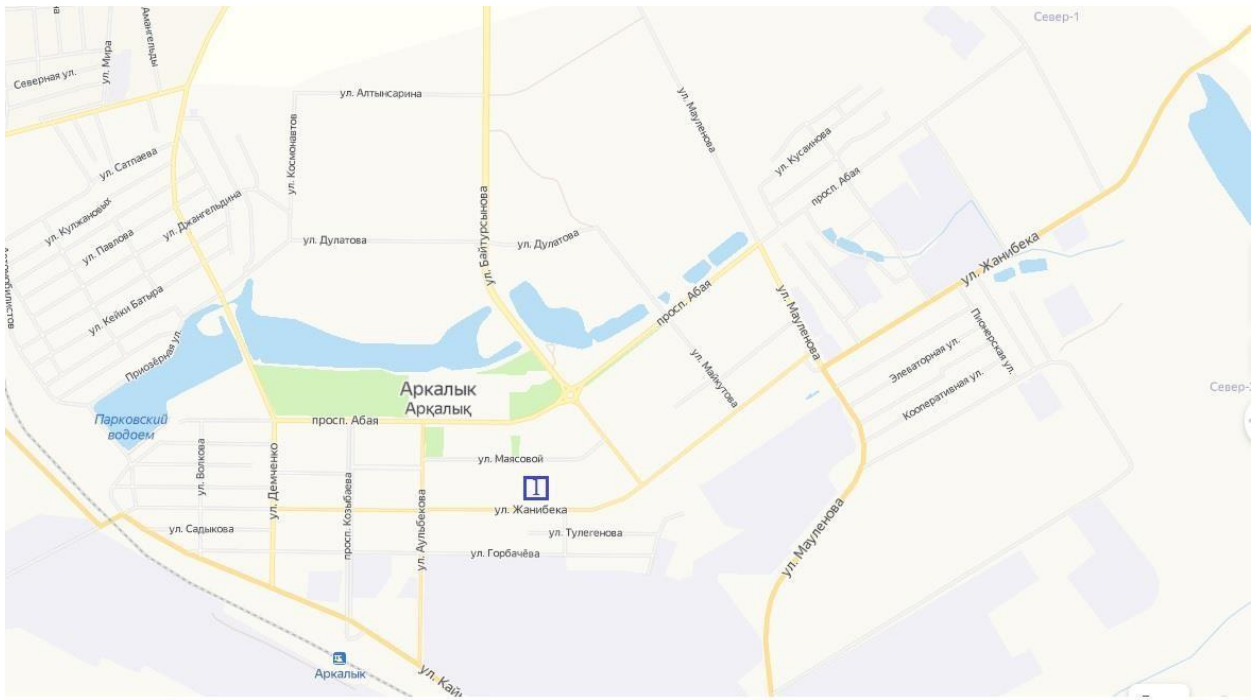 Север-1
на
ул. Мира
Амангельды
Северная ул.
ул. Алтынсарина
ул. Мауленова
ул. Сатпаева
ул. Космонавтов
ул. Кусаинова
просп. Абая
ул. Кулжановых
ул. Джангельдина
ул. Павлова
ул. Дулатова
ул. Байтурсынова
ул. Дулатова
ул. Жанибека
ул. Кейки Батыра
просп. Абая
ул. Мауленова
Приозёрная ул.
Пионерская ул.
Элеваторная ул.
ул. Майкутова
Аркалык
Арқалық
Кооперативная ул.
Север-2
Парковский
водоем
просп. Абая
ул. Волкова
ул. Демченко
просп. Козыбаева
ул. Маясовой
1
ул. Аульбекова
ул. Жанибека
ул. Садыкова
ул. Тулегенова
ул. Горбачёва
ул. Мауленова
Аркалык